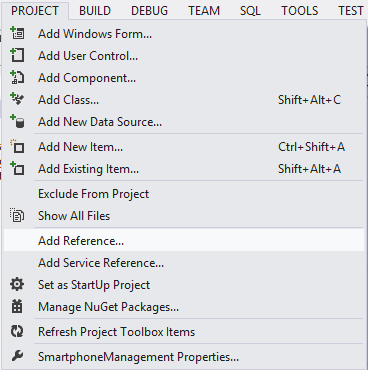 PROJECT BUILD DEBUG TEAM SQL TOOLS TEST
Add Windows Form...
Add User Control...
Add Component...
Add Class... Shift+Alt+C
Add New Data Source...
Add New Item... Ctrl+Shift+A
Add Existing Item... Shift+Alt+A
Exclude From Project
Show All Files
Add Reference...
Add Service Reference...
Set as StartUp Project
Manage NuGet Packages...
Refresh Project Toolbox Items
SmartphoneManagement Properties...